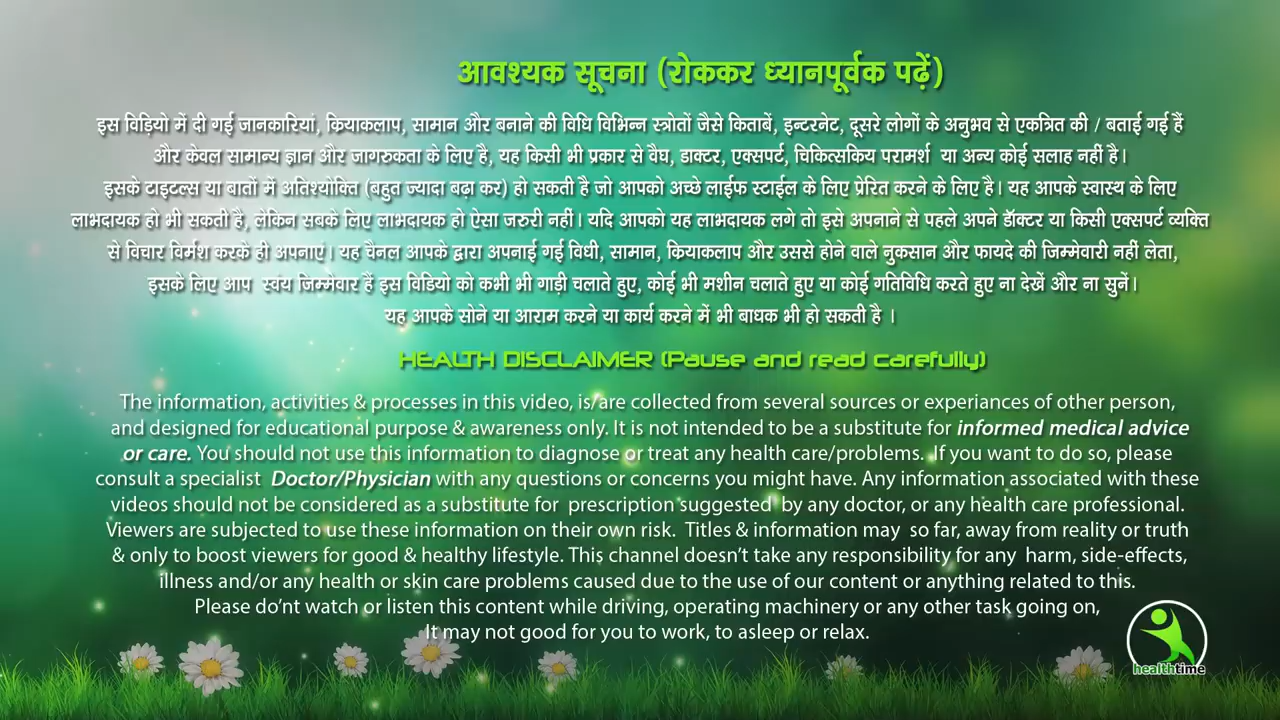 आवश्यक सूचना (रोककर ध्यानपूर्वक पढ़ें)
इस विड़ियो में दी गई जानकारियां, क्रियाकलाप, सामान और बनाने की विधि विभिन्न स्त्रोतों जैसे किताबें, इन्टरनेट, दूसरे लोगों के अनुभव से एकत्रित की / बताई गई हैं
और केवल सामान्य ज्ञान और जागरुकता के लिए है, यह किसी भी प्रकार से वैघ, डाक्टर, एक्सपर्ट, चिकित्सकिय परामर्श या अन्य कोई सलाह नहीं है।
इसके टाइटल्स या बातों में अतिश्योक्ति (बहुत ज्यादा बढ़ा कर) हो सकती है जो आपको अच्छे लाईफ स्टाईल के लिए प्रेरित करने के लिए है। यह आपके स्वास्थ के लिए
लाभदायक हो भी सकती है, लेकिन सबके लिए लाभदायक हो ऐसा जरुरी नहीं। यदि आपको यह लाभदायक लगे तो इसे अपनाने से पहले अपने डॉक्टर या किसी एक्सपर्ट व्यक्ति
से विचार विर्मश करके ही अपनाएं। यह चैनल आपके द्वारा अपनाई गई विधी, सामान, क्रियाकलाप और उससे होने वाले नुकसान और फायदे की जिम्मेवारी नहीं लेता,
इसके लिए आप स्वंय जिम्मेवार हैं इस विडियो को कभी भी गाड़ी चलाते हुए, कोई भी मशीन चलाते हुए या कोई गतिविधि करते हुए ना देखें और ना सुनें।
यह आपके सोने या आराम करने या कार्य करने में भी बाधक भी हो सकती है ।
HEALTH DISCLAIMER (Pause and read carefully)
The information, activities & processes in this video, is/are collected from several sources or experiances of other person,
and designed for educational purpose & awareness only. It is not intended to be a substitute for informed medical advice
or care. You should not use this information to diagnose or treat any health care/problems. If you want to do so, please
consult a specialist Doctor/Physician with any questions or concerns you might have. Any information associated with these
videos should not be considered as a substitute for prescription suggested by any doctor, or any health care professional.
Viewers are subjected to use these information on their own risk. Titles & information may so far, away from reality or truth
& only to boost viewers for good & healthy lifestyle. This channel doesn't take any responsibility for any harm, side-effects,
illness and/or any health or skin care problems caused due to the use of our content or anything related to this.
Please do'nt watch or listen this content while driving, operating machinery or any other task going on,
It may not good for you to work, to asleep or relax.
healthtime